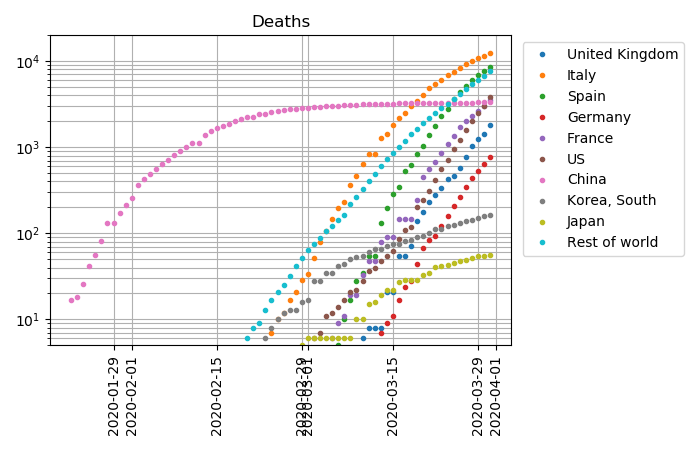 Deaths
10⁴
10³
10²
10¹
2020-01-29
2020-02-01
2020-02-15
2020-02-29
2020-03-01
2020-03-15
2020-03-29
2020-04-01
United Kingdom
Italy
Spain
Germany
France
US
China
Korea, South
Japan
Rest of world